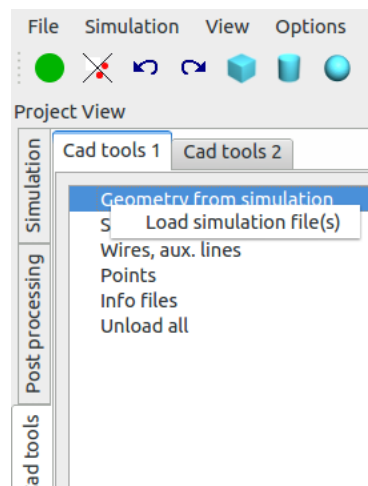 File Simulation View Options
Project View
Simulation
Post processing
Cad tools 1 Cad tools 2
Geometry from simulation
Load simulation file(s)
Wires, aux. lines
Points
Info files
Unload all
ad tools